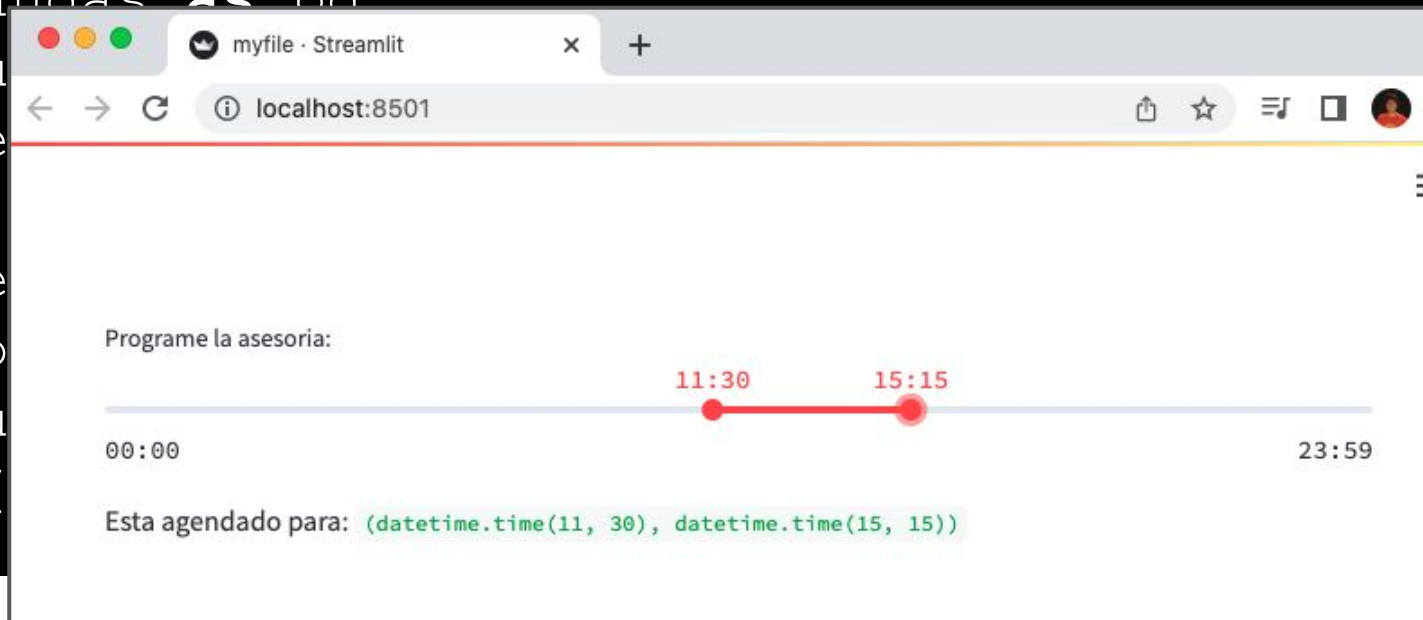 myfile · Streamlit
localhost:8501
Programe la asesoria:
11:30 15:15
00:00 23:59
Esta agendado para: (datetime.time(11, 30), datetime.time(15, 15))